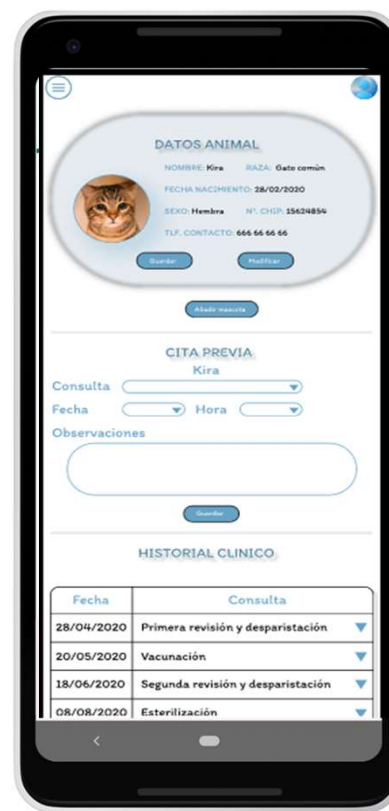 DATOS ANIMAL
NOMBRE: Kira RAZA: Gato común
FECHA NACIMIENTO: 28/02/2020
SEXO: Hembra Nº. CHIP: 15624854
TLF. CONTACTO: 666 66 66 66
Guardar Modificar
Añadir mascota
CITA PREVIA
Kira
Consulta
Fecha Hora
Observaciones
Guardar
HISTORIAL CLINICO
Fecha Consulta
28/04/2020 Primera revisión y desparistación
20/05/2020 Vacunación
18/06/2020 Segunda revisión y desparistación
08/08/2020 Esterilización